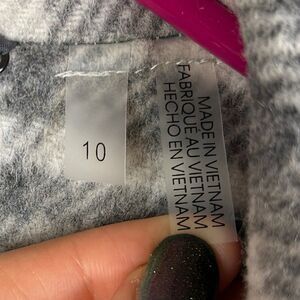 10
MADE IN VIETNAM
FABRIQUE AU VIETNAM
HECHO EN VIETNAM